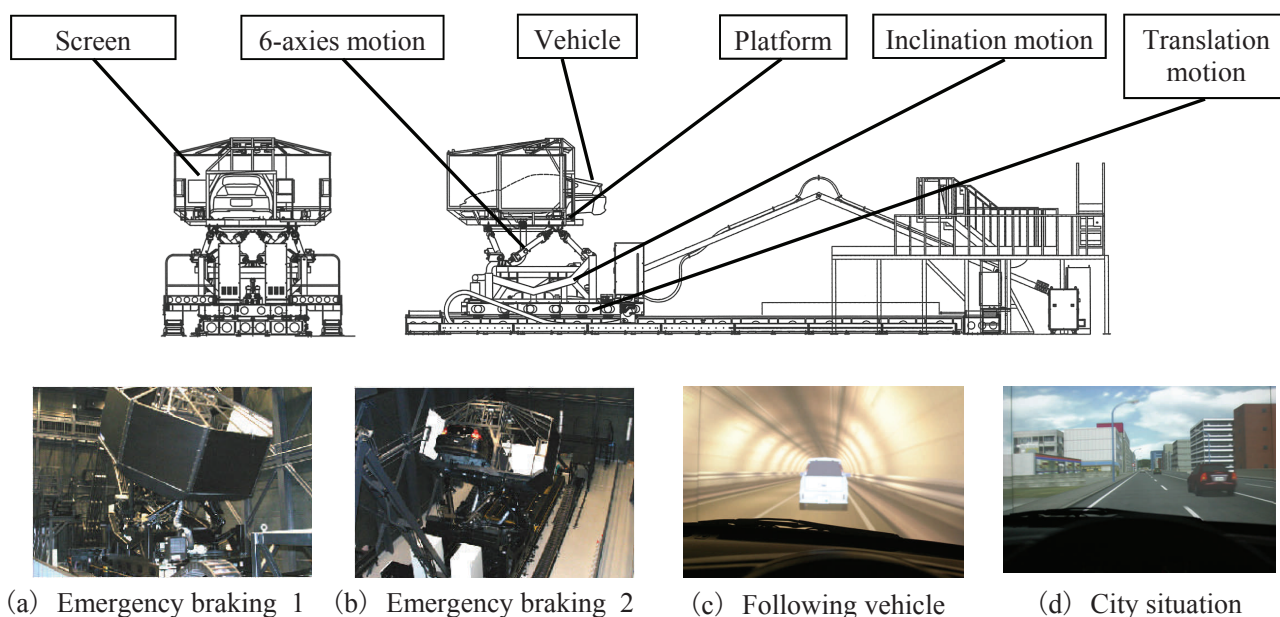 Screen
6-axies motion
Vehicle
Platform
Inclination motion
Translation
motion
(a) Emergency braking 1
(b) Emergency braking 2
(c) Following vehicle
(d) City situation